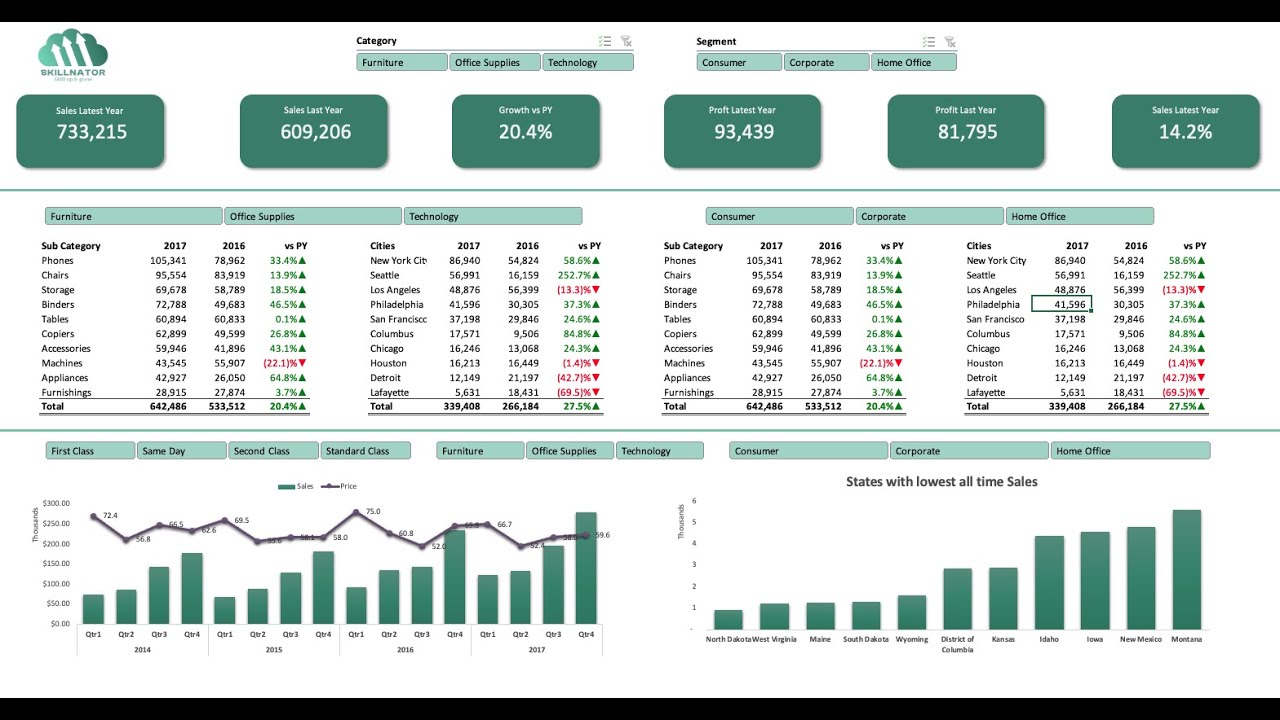 Category
Segment
Furniture Office Supplies Technology
Consumer Corporate Home Office
SKILLNATOR
Skill up & grow
Sales Latest Year
733,215
Sales Last Year
609,206
Growth vs PY
20.4%
Proft Latest Year
93,439
Profit Last Year
81,795
Sales Latest Year
14.2%
Furniture Office Supplies Technology
Consumer Corporate Home Office
Sub Category 2017 2016 vs PY
Phones 105,341 78,962 33.4%▲
Chairs 95,554 83,919 13.9%▲
Storage 69,678 58,789 18.5%▲
Binders 72,788 49,683 46.5%▲
Tables 60,894 60,833 0.1%▲
Copiers 62,899 49,599 26.8%▲
Accessories 59,946 41,896 43.1%▲
Machines 43,545 55,907 (22.1)%▼
Appliances 42,927 26,050 64.8%▲
Furnishings 28,915 27,874 3.7%▲
Total 642,486 533,512 20.4%▲
Cities 2017 2016 vs PY
New York Cit 86,940 54,824 58.6%▲
Seattle 56,991 16,159 252.7%▲
Los Angeles 48,876 56,399 (13.3)%▼
Philadelphia 41,596 30,305 37.3%▲
San Francisc 37,198 29,846 24.6%▲
Columbus 17,571 9,506 84.8%▲
Chicago 16,246 13,068 24.3%▲
Houston 16,213 16,449 (1.4)%▼
Detroit 12,149 21,197 (42.7)%▼
Lafayette 5,631 18,431 (69.5)%▼
Total 339,408 266,184 27.5%▲
Sub Category 2017 2016 vs PY
Phones 105,341 78,962 33.4%▲
Chairs 95,554 83,919 13.9%▲
Storage 69,678 58,789 18.5%▲
Binders 72,788 49,683 46.5%▲
Tables 60,894 60,833 0.1%▲
Copiers 62,899 49,599 26.8%▲
Accessories 59,946 41,896 43.1%▲
Machines 43,545 55,907 (22.1)%▼
Appliances 42,927 26,050 64.8%▲
Furnishings 28,915 27,874 3.7%▲
Total 642,486 533,512 20.4%▲
Cities 2017 2016 vs PY
New York City 86,940 54,824 58.6%▲
Seattle 56,991 16,159 252.7%▲
Los Angeles 48,876 56,399 (13.3)%▼
Philadelphia 41,596 30,305 37.3%▲
San Francisco 37,198 29,846 24.6%▲
Columbus 17,571 9,506 84.8%▲
Chicago 16,246 13,068 24.3%▲
Houston 16,213 16,449 (1.4)%▼
Detroit 12,149 21,197 (42.7)%▼
Lafayette 5,631 18,431 (69.5)%▼
Total 339,408 266,184 27.5%▲
First Class Same Day Second Class Standard Class
Furniture Office Supplies Technology
Consumer Corporate Home Office
Sales Price
Thousands
$300.00
$250.00
$200.00
$150.00
$100.00
$50.00
$0.00
72.4 56.8 66.5 62.6 69.5 58.1 58.0 75.0 60.8 52.0 66.7 52.4 59.6
Qtr1 Qtr2 Qtr3 Qtr4 Qtr1 Qtr2 Qtr3 Qtr4 Qtr1 Qtr2 Qtr3 Qtr4 Qtr1 Qtr2 Qtr3 Qtr4
2014 2015 2016 2017
States with lowest all time Sales
Thousands
6
5
4
3
2
1
-
North Dakota West Virginia Maine South Dakota Wyoming District of Kansas Idaho Iowa New Mexico Montana
Columbia